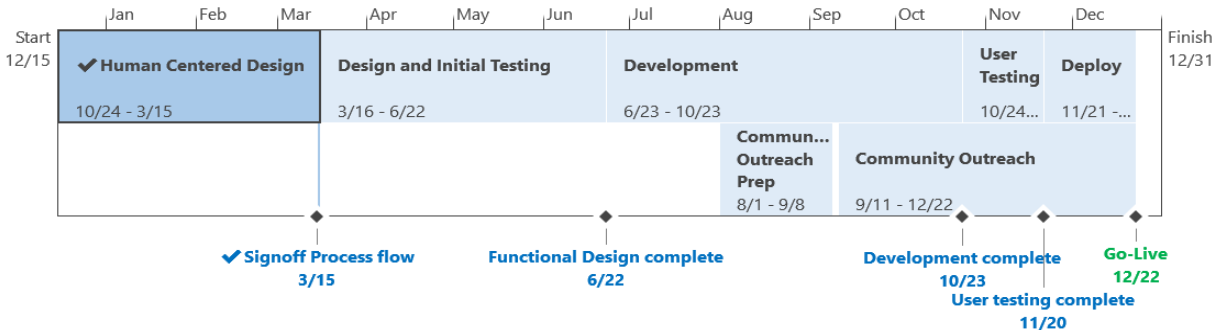 Jan Feb Mar Apr May Jun Jul Aug Sep Oct Nov Dec
Start
12/15
Finish
12/31
✔ Human Centered Design
10/24 - 3/15
Design and Initial Testing
3/16 - 6/22
Development
6/23 - 10/23
User
Testing
10/24...
Deploy
11/21 -...
Commun...
Outreach
Prep
8/1 - 9/8
Community Outreach
9/11 - 12/22
✔ Signoff Process flow
3/15
Functional Design complete
6/22
Development complete
10/23
User testing complete
11/20
Go-Live
12/22